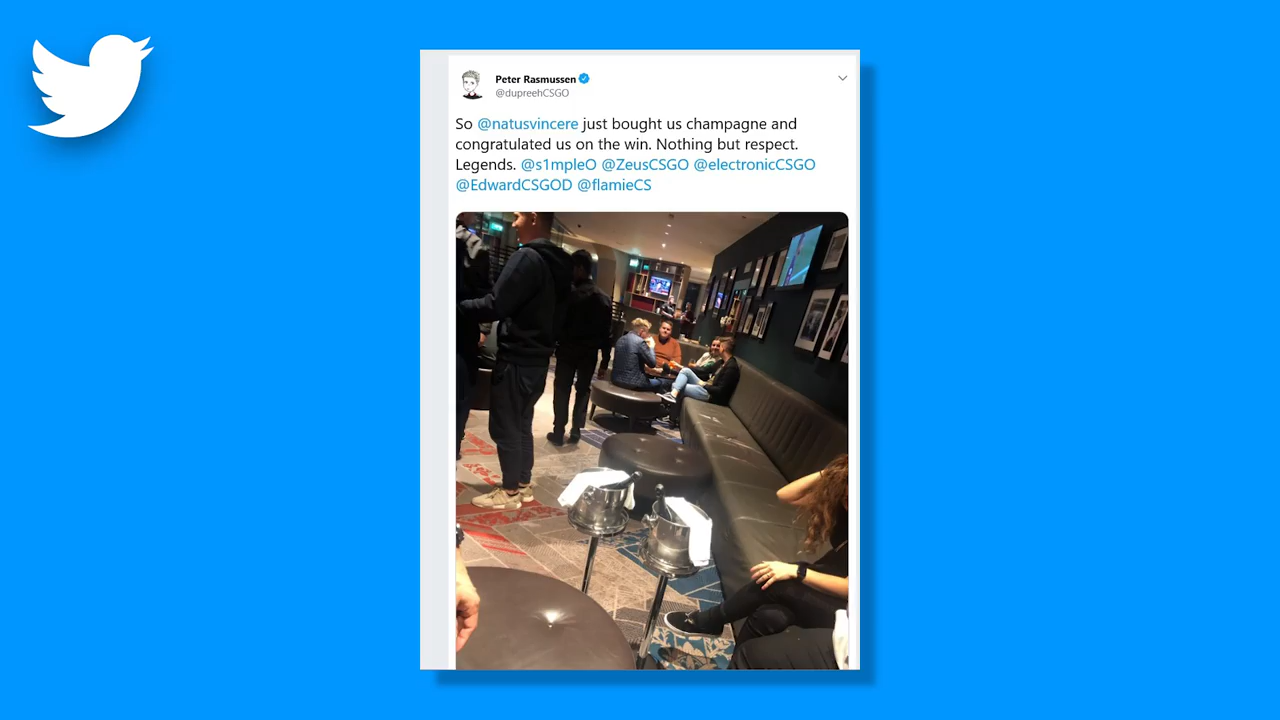 Peter Rasmussen
@dupreehCSGO
So @natusvincere just bought us champagne and
congratulated us on the win. Nothing but respect.
Legends. @s1mpleO @ZeusCSGO @electronicCSGO
@EdwardCSGOD @flamieCS